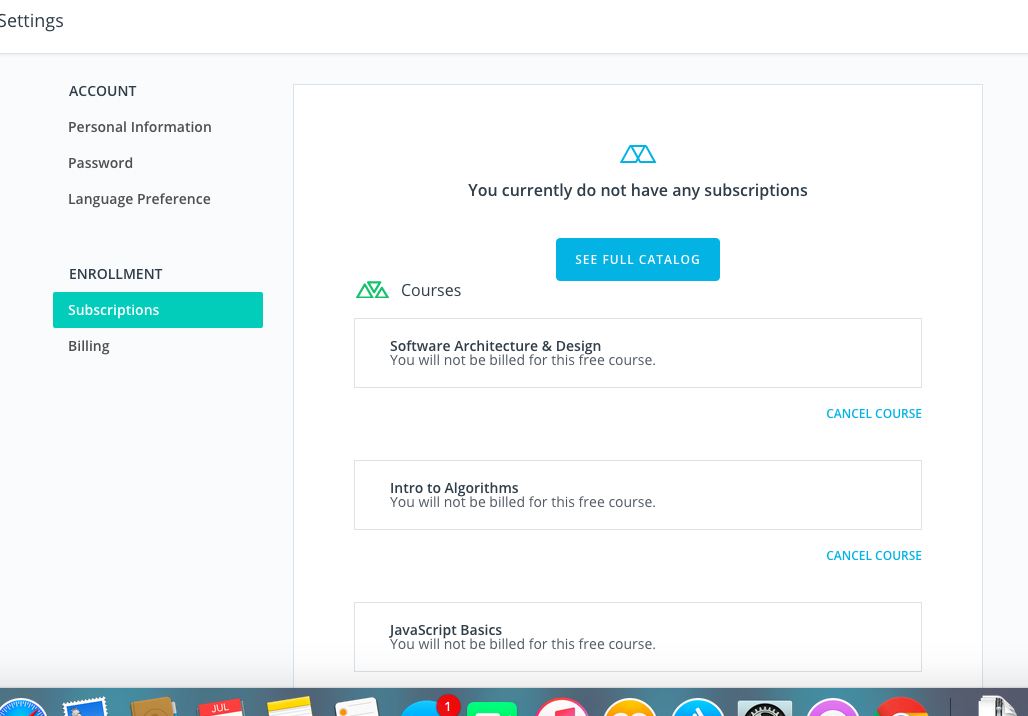 Settings
ACCOUNT
Personal Information
Password
Language Preference
ENROLLMENT
Subscriptions
Billing
You currently do not have any subscriptions
SEE FULL CATALOG
Courses
Software Architecture & Design
You will not be billed for this free course.
CANCEL COURSE
Intro to Algorithms
You will not be billed for this free course.
CANCEL COURSE
JavaScript Basics
You will not be billed for this free course.
JUL
1